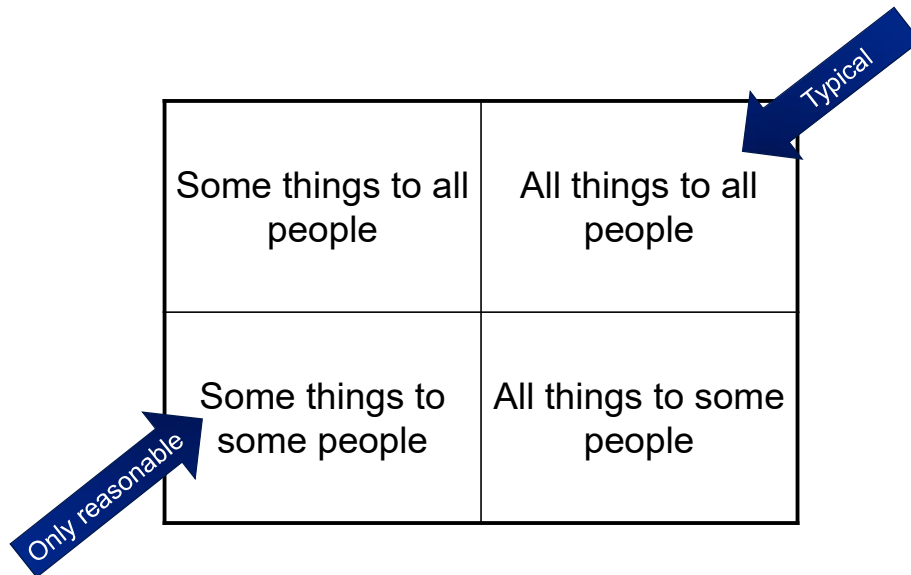 Typical
Some things to all
people
All things to all
people
Some things to
some people
All things to some
people
Only reasonable